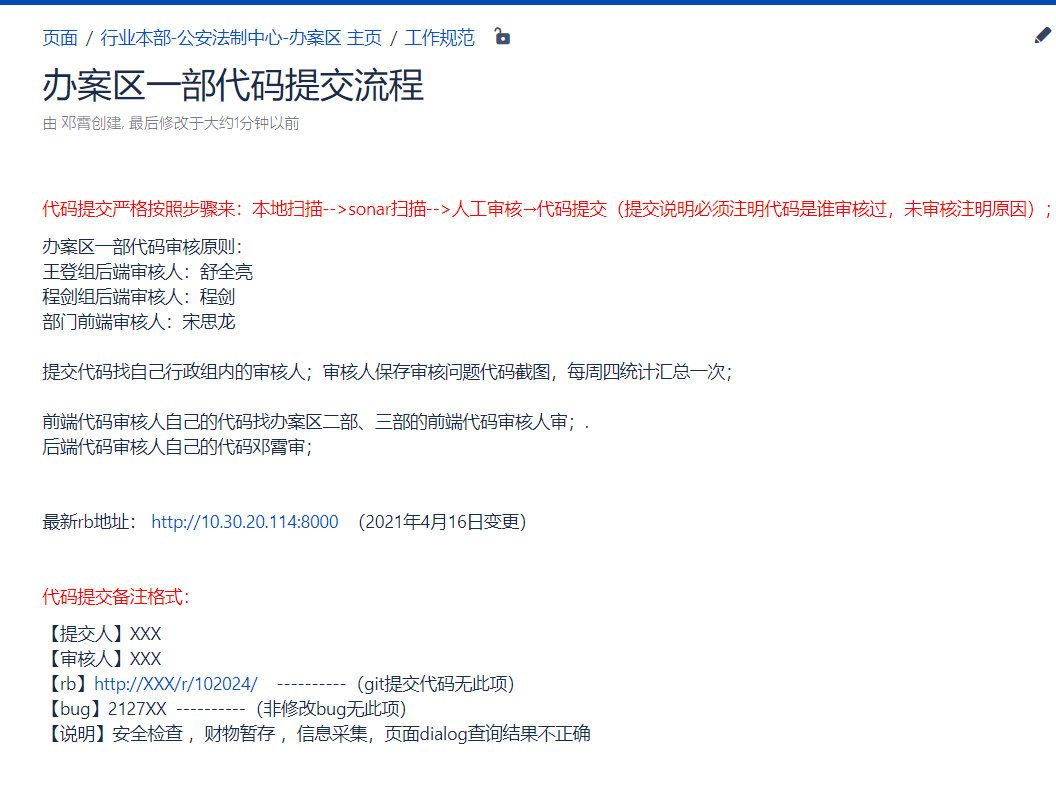 页面 / 行业本部-公安法制中心-办案区 主页 / 工作规范
办案区一部代码提交流程
由 邓霄创建, 最后修改于大约1分钟以前
代码提交严格按照步骤来：本地扫描-->sonar扫描-->人工审核→代码提交（提交说明必须注明代码是谁审核过，未审核注明原因）；
办案区一部代码审核原则：
王登组后端审核人：舒全亮
程剑组后端审核人：程剑
部门前端审核人：宋思龙
提交代码找自己行政组内的审核人；审核人保存审核问题代码截图，每周四统计汇总一次；
前端代码审核人自己的代码找办案区二部、三部的前端代码审核人审；.
后端代码审核人自己的代码邓霄审；
最新rb地址： http://10.30.20.114:8000 （2021年4月16日变更）
代码提交备注格式：
【提交人】XXX
【审核人】XXX
【rb】http://XXX/r/102024/ ----------（git提交代码无此项）
【bug】2127XX ----------（非修改bug无此项）
【说明】安全检查 ，财物暂存 ，信息采集，页面dialog查询结果不正确